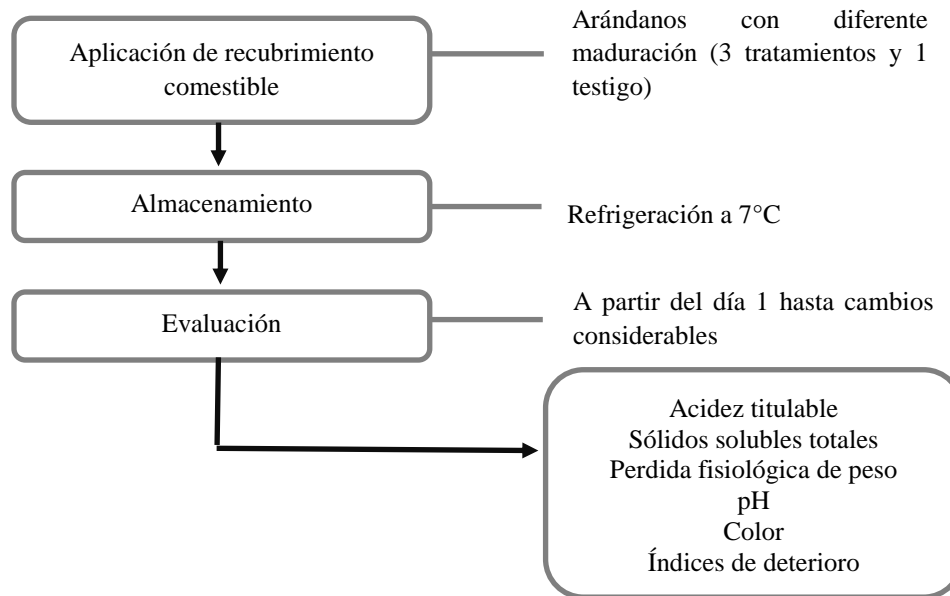 Aplicación de recubrimiento
comestible
Arándanos con diferente
maduración (3 tratamientos y 1
testigo)
Almacenamiento
Refrigeración a 7°C
Evaluación
A partir del día 1 hasta cambios
considerables
Acidez titulable
Sólidos solubles totales
Perdida fisiológica de peso
pH
Color
Índices de deterioro